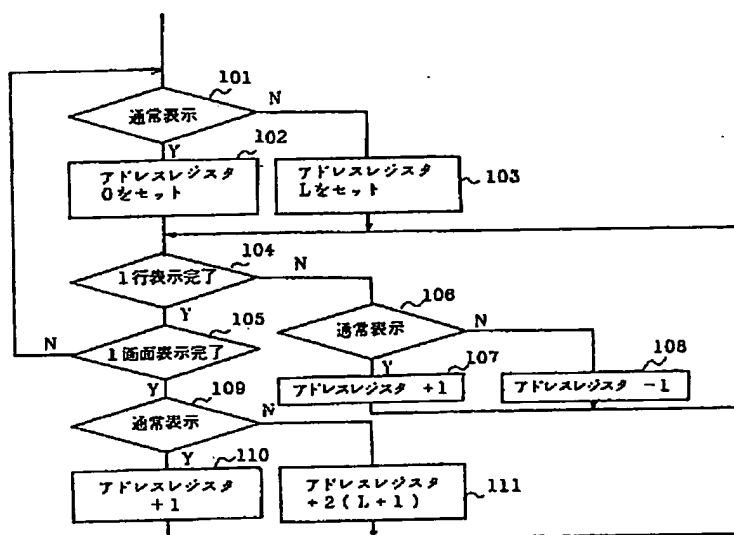 101
通常表示
N
Y
102
アドレスレジスタ
0をセット
アドレスレジスタ
Lをセット
103
104
1行表示完了
N
Y
105
1画面表示完了
N
Y
106
通常表示
N
Y
107
アドレスレジスタ +1
108
アドレスレジスタ -1
109
通常表示
N
Y
110
アドレスレジスタ
+1
アドレスレジスタ
+2(L+1)
111